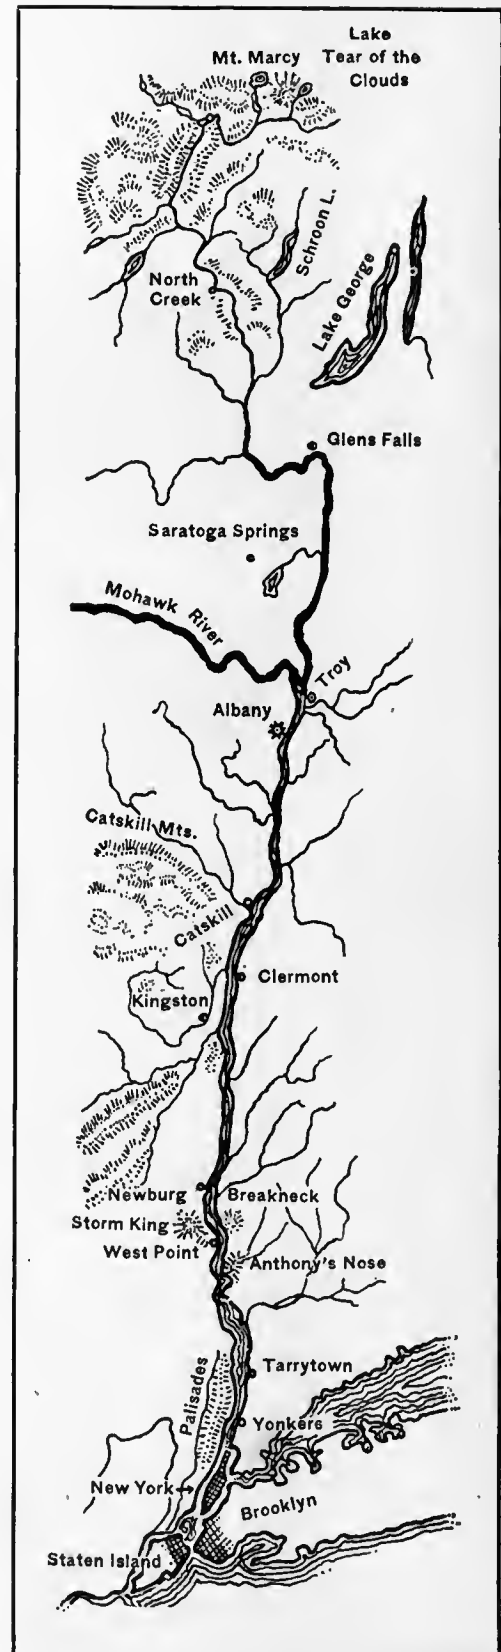 Lake
Tear of the
Clouds
Mt. Marcy
Schroon L.
North
Creek
Lake George
Glens Falls
Saratoga Springs
Mohawk River
Troy
Albany
Catskill Mts.
Catskill
Clermont
Kingston
Newburg
Breakneck
Storm King
West Point
Anthony's Nose
Palisades
Tarrytown
Yonkers
New York
Brooklyn
Staten Island